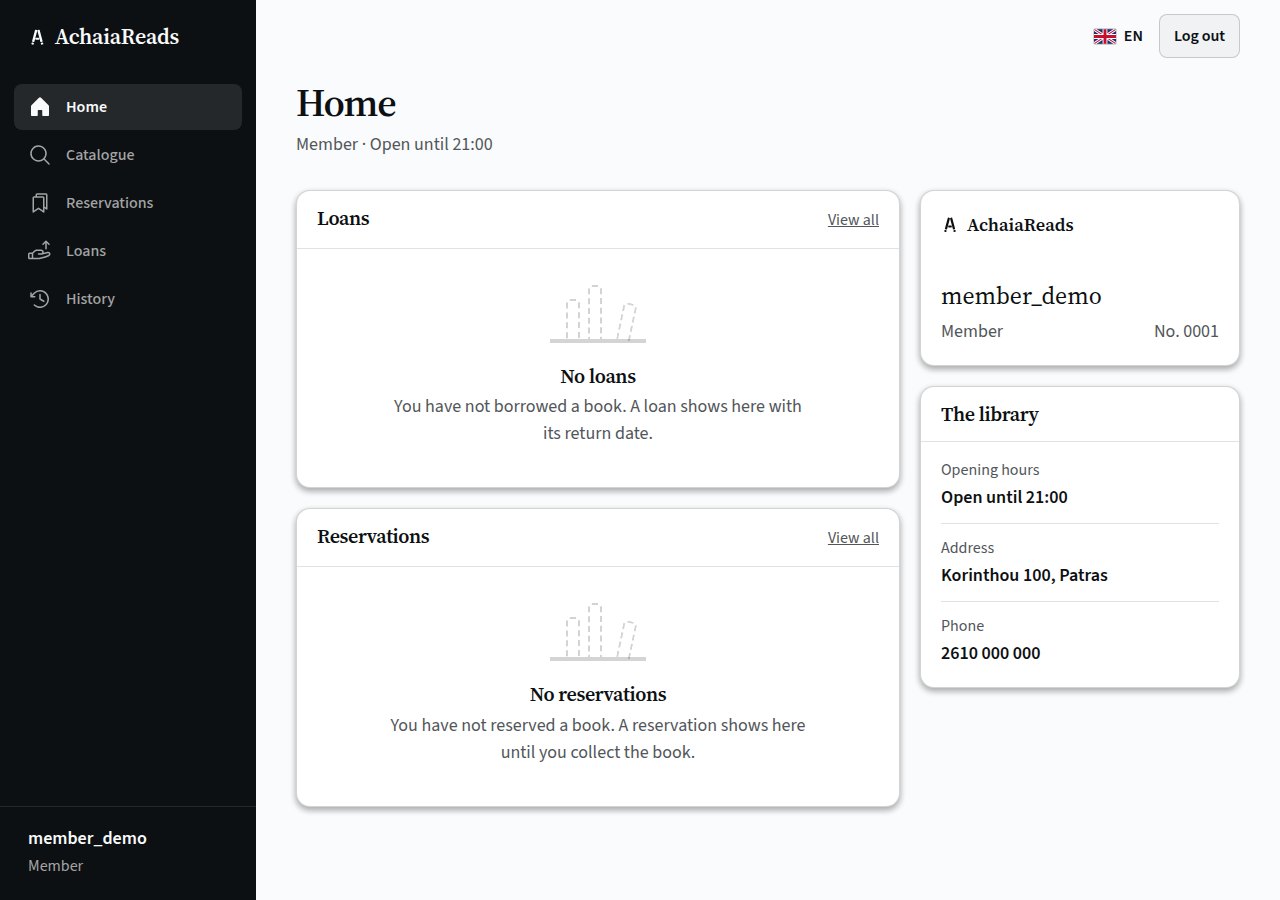 AchaiaReads
Home
Catalogue
Reservations
Loans
History
member_demo
Member
EN
Log out
Home
Member · Open until 21:00
Loans
View all
No loans
You have not borrowed a book. A loan shows here with
its return date.
Reservations
View all
No reservations
You have not reserved a book. A reservation shows here
until you collect the book.
AchaiaReads
member_demo
Member
No. 0001
The library
Opening hours
Open until 21:00
Address
Korinthou 100, Patras
Phone
2610 000 000